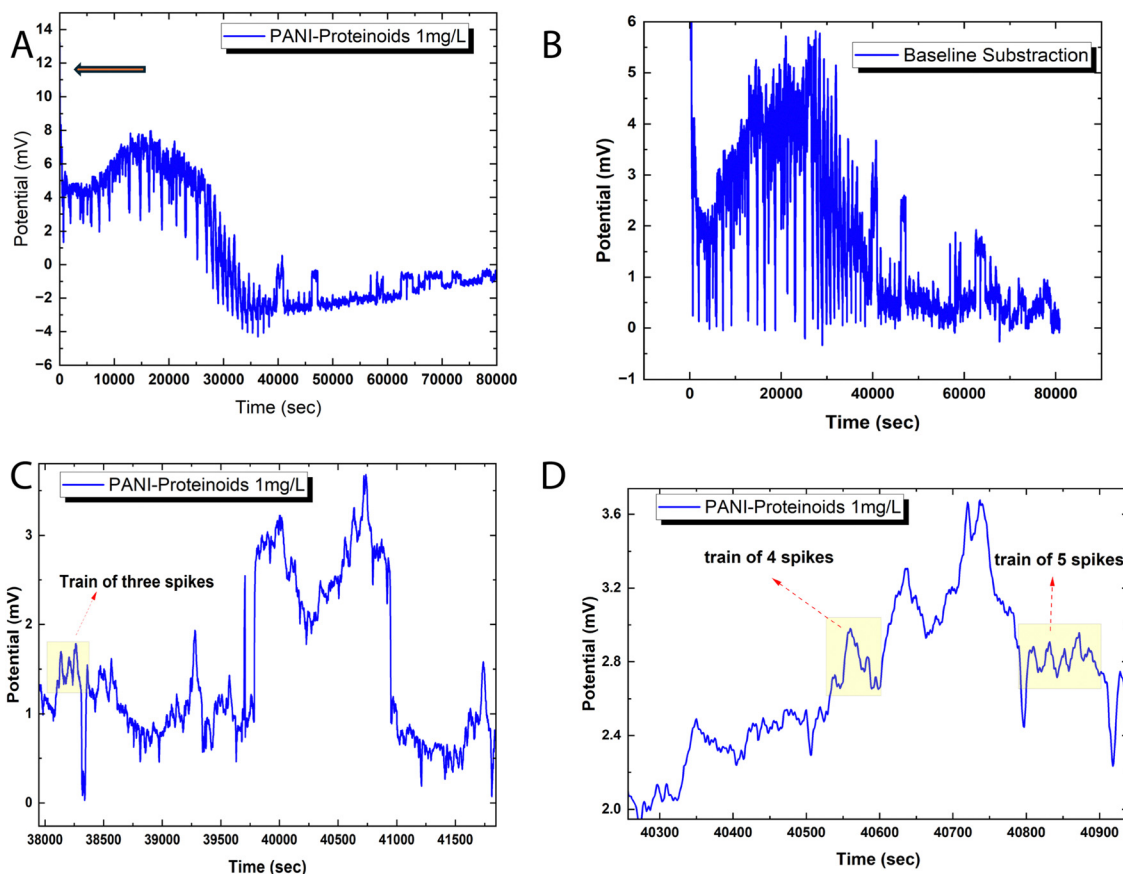 A
PANI-Proteinoids 1mg/L
14
12
10
8
6
4
2
0
−2
−4
−6
Potential (mV)
0 10000 20000 30000 40000 50000 60000 70000 80000
Time (sec)
B
Baseline Substraction
6
5
4
3
2
1
0
−1
Potential (mV)
0 20000 40000 60000 80000
Time (sec)
C
PANI-Proteinoids 1mg/L
Train of three spikes
3
2
1
0
Potential (mV)
38000 38500 39000 39500 40000 40500 41000 41500
Time (sec)
D
PANI-Proteinoids 1mg/L
train of 4 spikes
train of 5 spikes
3.6
3.2
2.8
2.4
2.0
Potential (mV)
40300 40400 40500 40600 40700 40800 40900
Time (sec)